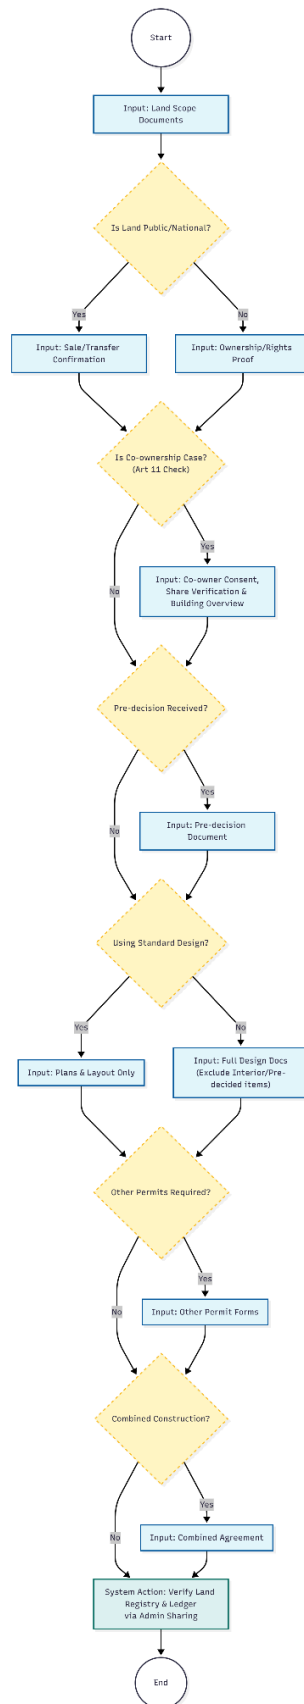 Start
Input: Land Scope
Documents
Is Land Public/National?
Yes
No
Input: Sale/Transfer
Confirmation
Input: Ownership/Rights
Proof
Is Co-ownership Case?
(Art 11 Check)
Yes
Input: Co-owner Consent,
Share Verification &
Building Overview
No
Pre-decision Received?
Yes
Input: Pre-decision
Document
No
Using Standard Design?
Yes
No
Input: Plans & Layout Only
Input: Full Design Docs
(Exclude Interior/Pre-
decided items)
Other Permits Required?
Yes
No
Input: Other Permit Forms
Combined Construction?
Yes
No
Input: Combined Agreement
System Action: Verify Land
Registry & Ledger
via Admin Sharing
End